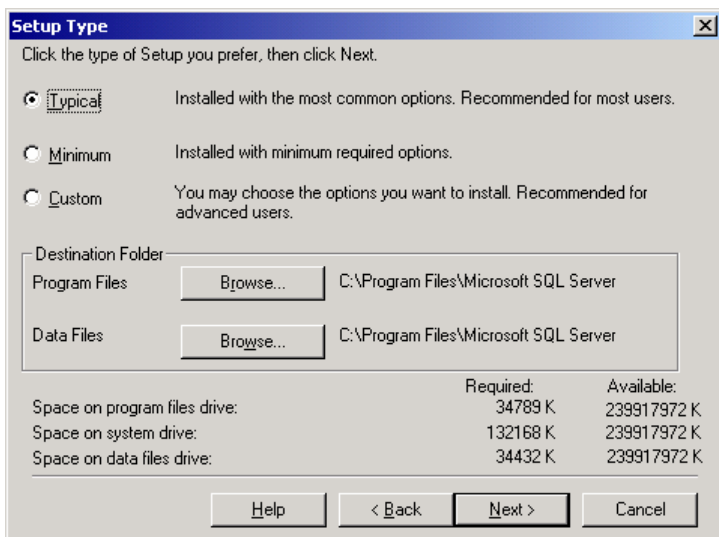 Setup Type
Click the type of Setup you prefer, then click Next.
Typical Installed with the most common options. Recommended for most users.
Minimum Installed with minimum required options.
Custom You may choose the options you want to install. Recommended for
advanced users.
Destination Folder
Program Files Browse... C:\Program Files\Microsoft SQL Server
Data Files Browse... C:\Program Files\Microsoft SQL Server
Required: Available:
Space on program files drive: 34789 K 239917972 K
Space on system drive: 132168 K 239917972 K
Space on data files drive: 34432 K 239917972 K
Help < Back Next > Cancel